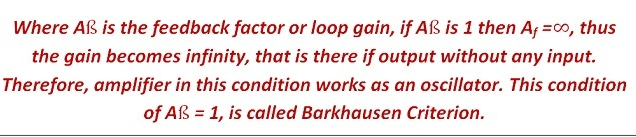 Where Aß is the feedback factor or loop gain, if Aß is 1 then Af =∞, thus
the gain becomes infinity, that is there if output without any input.
Therefore, amplifier in this condition works as an oscillator. This condition
of Aß = 1, is called Barkhausen Criterion.